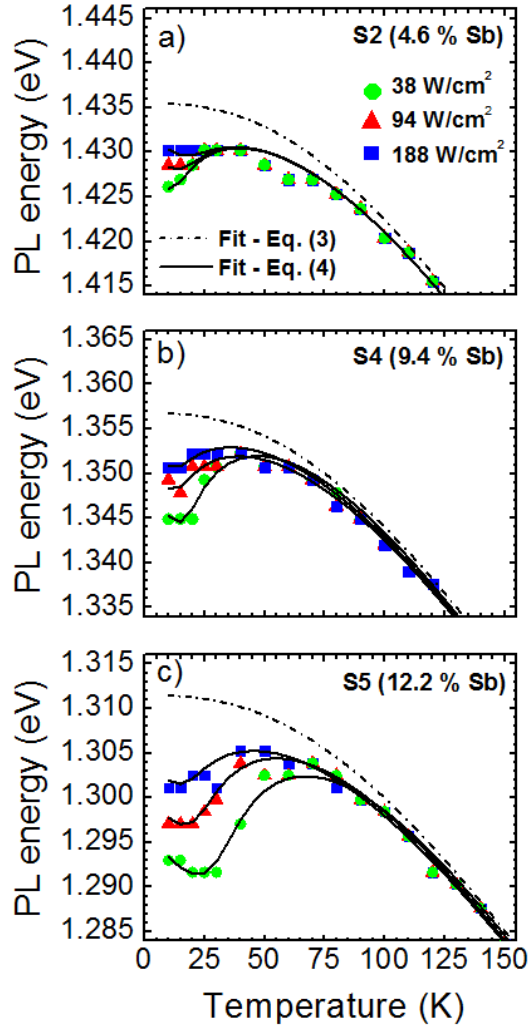 a)
S2 (4.6 % Sb)
38 W/cm²
94 W/cm²
188 W/cm²
Fit - Eq. (3)
Fit - Eq. (4)
PL energy (eV)
1.445
1.440
1.435
1.430
1.425
1.420
1.415
b)
S4 (9.4 % Sb)
PL energy (eV)
1.365
1.360
1.355
1.350
1.345
1.340
1.335
c)
S5 (12.2 % Sb)
PL energy (eV)
1.315
1.310
1.305
1.300
1.295
1.290
1.285
0 25 50 75 100 125 150
Temperature (K)